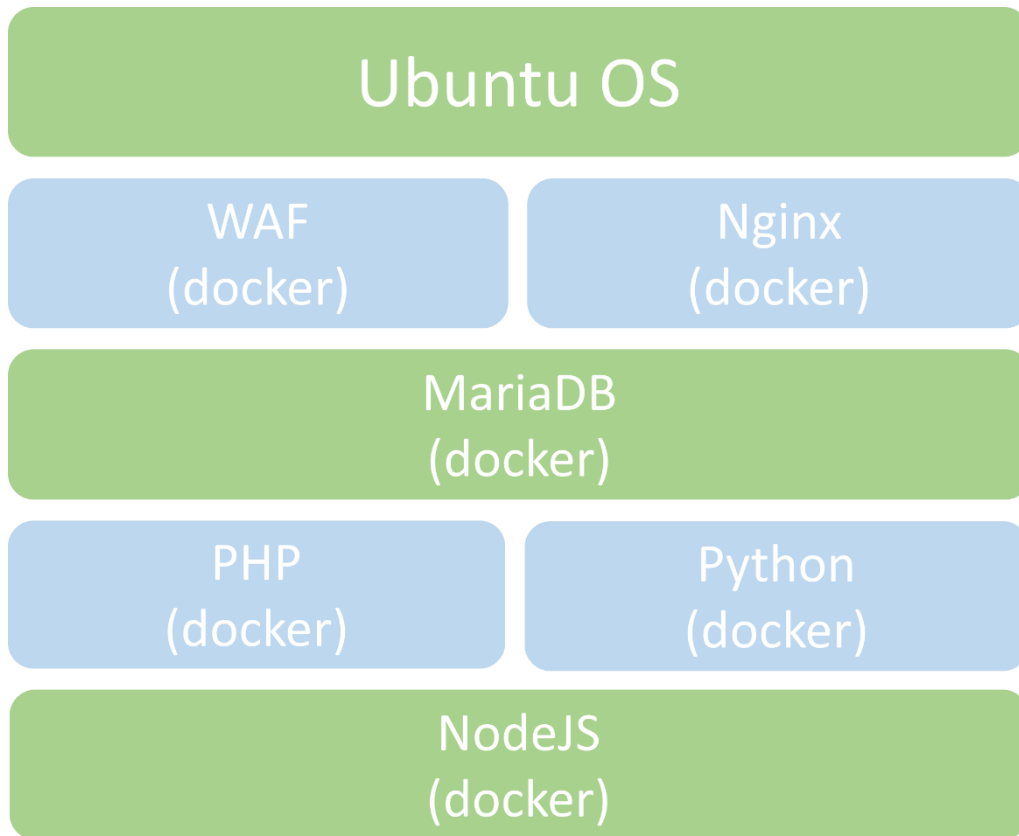 Ubuntu OS
WAF
(docker)
Nginx
(docker)
MariaDB
(docker)
PHP
(docker)
Python
(docker)
NodeJS
(docker)